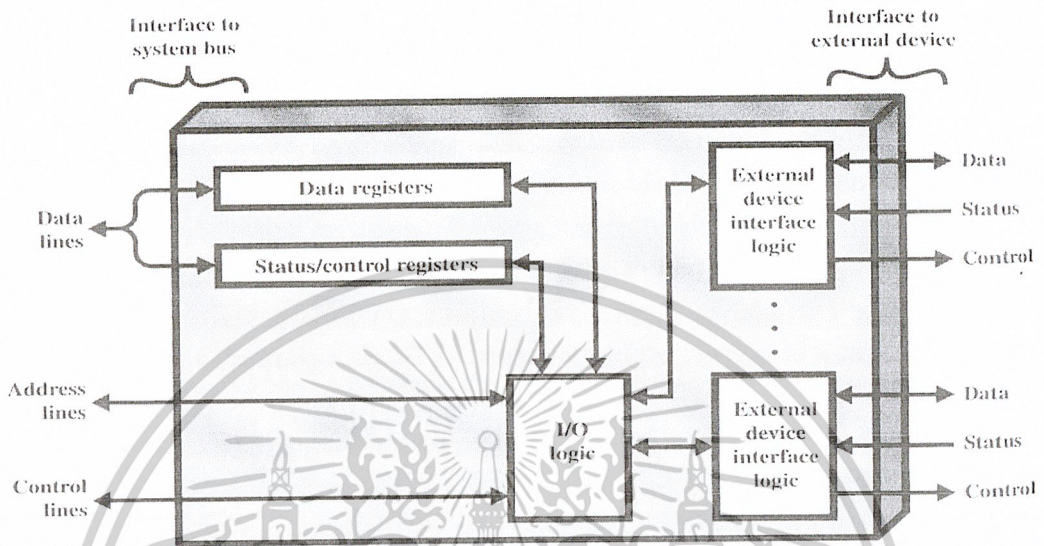 Interface to
system bus
Interface to
external device
Data
lines
Address
lines
Control
lines
Data registers
Status/control registers
I/O
logic
External
device
interface
logic
Data
Status
Control
External
device
interface
logic
Data
Status
Control